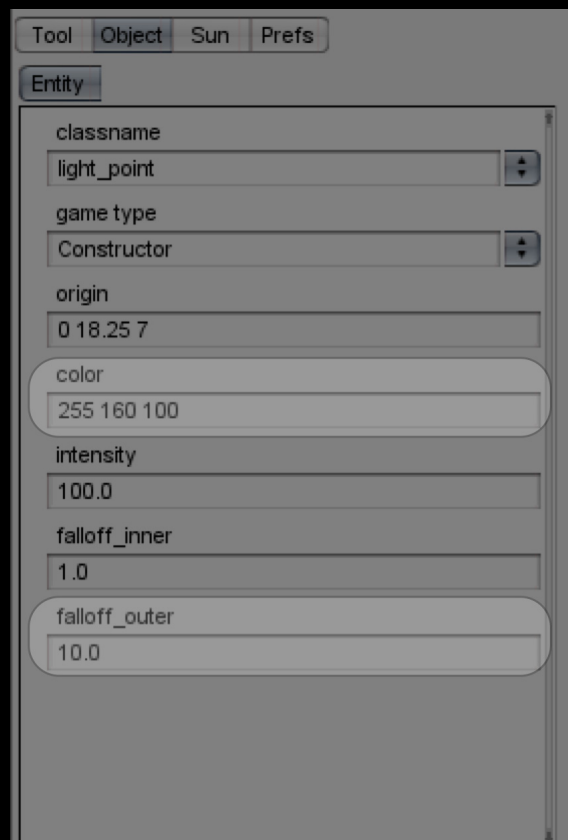 Tool Object Sun Prefs
Entity
classname
light_point
game type
Constructor
origin
0 18.25 7
color
255 160 100
intensity
100.0
falloff_inner
1.0
falloff_outer
10.0